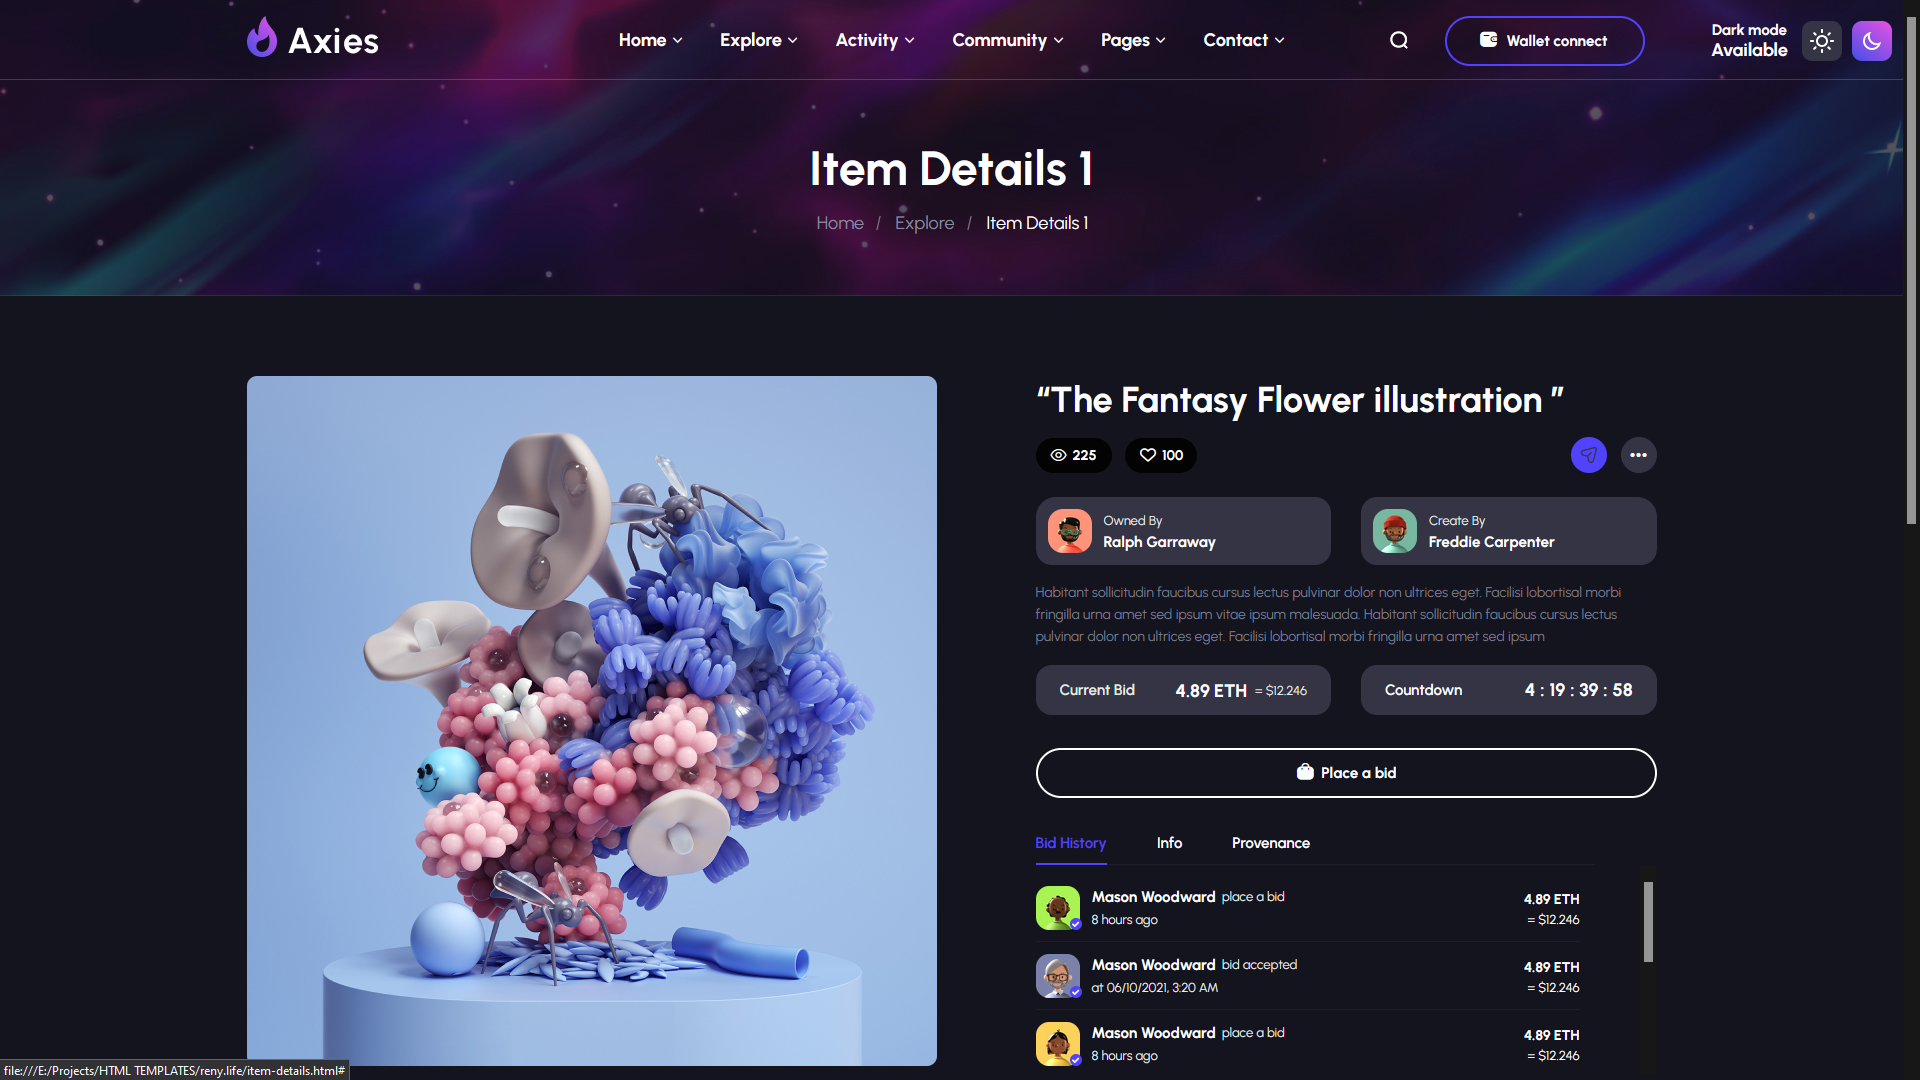 Axies
Home Explore Activity Community Pages Contact
Wallet connect
Dark mode
Available
Item Details 1
Home / Explore / Item Details 1
“The Fantasy Flower illustration ”
225 100
Owned By
Ralph Garraway
Create By
Freddie Carpenter
Habitant sollicitudin faucibus cursus lectus pulvinar dolor non ultrices eget. Facilisi lobortisal morbi
fringilla urna amet sed ipsum vitae ipsum malesuada. Habitant sollicitudin faucibus cursus lectus
pulvinar dolor non ultrices eget. Facilisi lobortisal morbi fringilla urna amet sed ipsum
Current Bid 4.89 ETH = $12.246
Countdown 4 : 19 : 39 : 58
Place a bid
Bid History Info Provenance
Mason Woodward place a bid 4.89 ETH
8 hours ago = $12.246
Mason Woodward bid accepted 4.89 ETH
at 06/10/2021, 3:20 AM = $12.246
Mason Woodward place a bid 4.89 ETH
8 hours ago = $12.246
file:///E:/Projects/HTML TEMPLATES/reny.life/item-details.html#